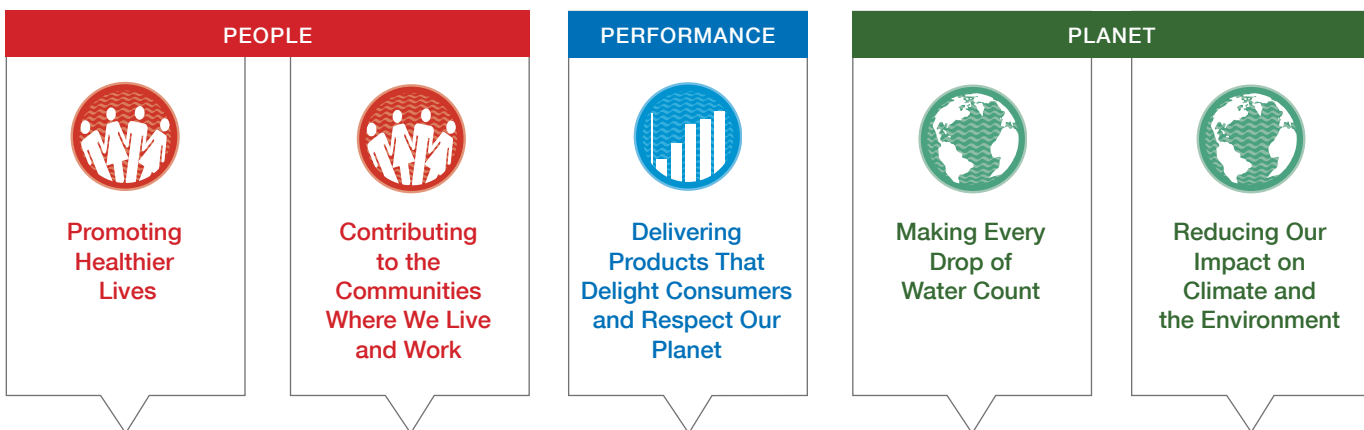 PEOPLE
Promoting
Healthier
Lives
Contributing
to the
Communities
Where We Live
and Work
PERFORMANCE
Delivering
Products That
Delight Consumers
and Respect Our
Planet
PLANET
Making Every
Drop of
Water Count
Reducing Our
Impact on
Climate and
the Environment